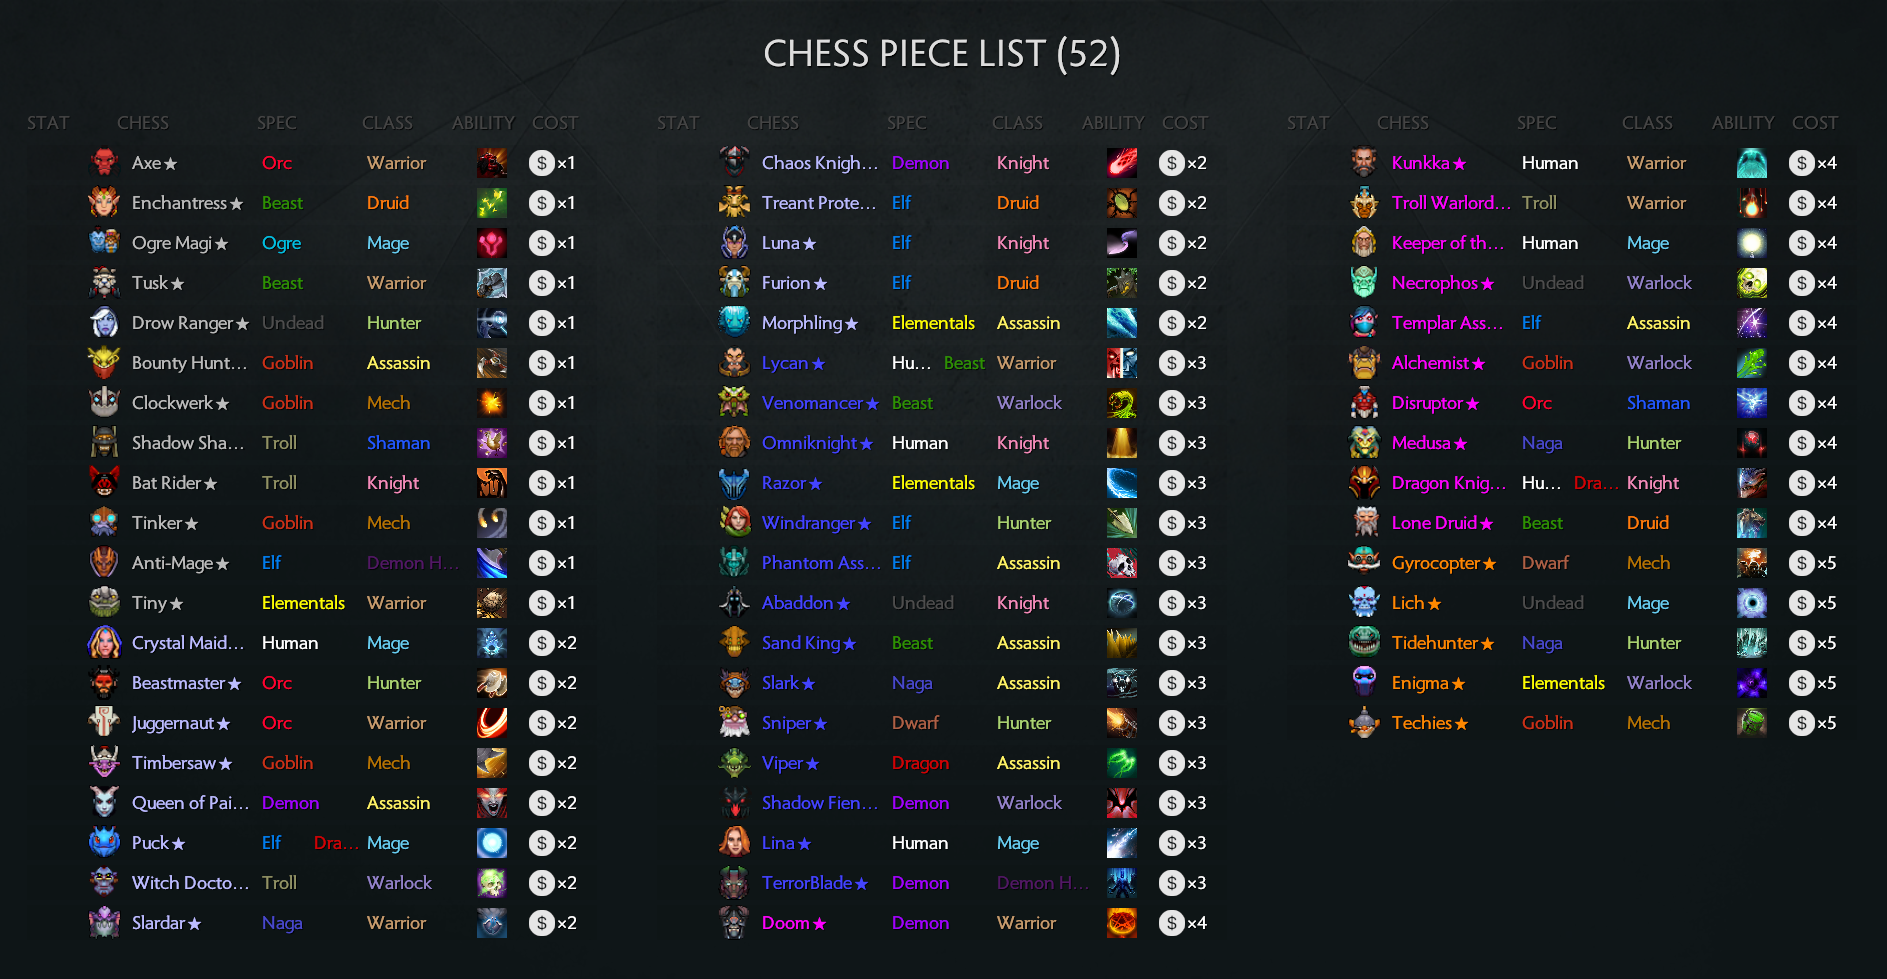 CHESS PIECE LIST (52)
STAT CHESS SPEC CLASS ABILITY COST
Axe★ Orc Warrior $×1
Enchantress★ Beast Druid $×1
Ogre Magi★ Ogre Mage $×1
Tusk★ Beast Warrior $×1
Drow Ranger★ Undead Hunter $×1
Bounty Hunt... Goblin Assassin $×1
Clockwerk★ Goblin Mech $×1
Shadow Sha... Troll Shaman $×1
Bat Rider★ Troll Knight $×1
Tinker★ Goblin Mech $×1
Anti-Mage★ Elf Demon H... $×1
Tiny★ Elementals Warrior $×1
Crystal Maid... Human Mage $×2
Beastmaster★ Orc Hunter $×2
Juggernaut★ Orc Warrior $×2
Timbersaw★ Goblin Mech $×2
Queen of Pai... Demon Assassin $×2
Puck★ Elf Dra... Mage $×2
Witch Docto... Troll Warlock $×2
Slardar★ Naga Warrior $×2
STAT CHESS SPEC CLASS ABILITY COST
Chaos Knigh... Demon Knight $×2
Treant Prote... Elf Druid $×2
Luna★ Elf Knight $×2
Furion★ Elf Druid $×2
Morphling★ Elementals Assassin $×2
Lycan★ Hu... Beast Warrior $×3
Venomancer★ Beast Warlock $×3
Omniknight★ Human Knight $×3
Razor★ Elementals Mage $×3
Windranger★ Elf Hunter $×3
Phantom Ass... Elf Assassin $×3
Abaddon★ Undead Knight $×3
Sand King★ Beast Assassin $×3
Slark★ Naga Assassin $×3
Sniper★ Dwarf Hunter $×3
Viper★ Dragon Assassin $×3
Shadow Fien... Demon Warlock $×3
Lina★ Human Mage $×3
TerrorBlade★ Demon Demon H... $×3
Doom★ Demon Warrior $×4
STAT CHESS SPEC CLASS ABILITY COST
Kunkka★ Human Warrior $×4
Troll Warlord... Troll Warrior $×4
Keeper of th... Human Mage $×4
Necrophos★ Undead Warlock $×4
Templar Ass... Elf Assassin $×4
Alchemist★ Goblin Warlock $×4
Disruptor★ Orc Shaman $×4
Medusa★ Naga Hunter $×4
Dragon Knig... Hu... Dra... Knight $×4
Lone Druid★ Beast Druid $×4
Gyrocopter★ Dwarf Mech $×5
Lich★ Undead Mage $×5
Tidehunter★ Naga Hunter $×5
Enigma★ Elementals Warlock $×5
Techies★ Goblin Mech $×5